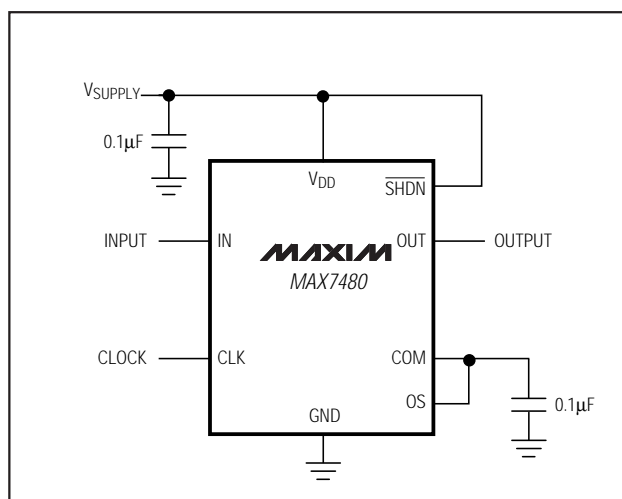 VSUPPLY
0.1μF
VDD
SHDN
INPUT
IN
MAXIM
OUT
OUTPUT
MAX7480
CLOCK
CLK
COM
OS
0.1μF
GND